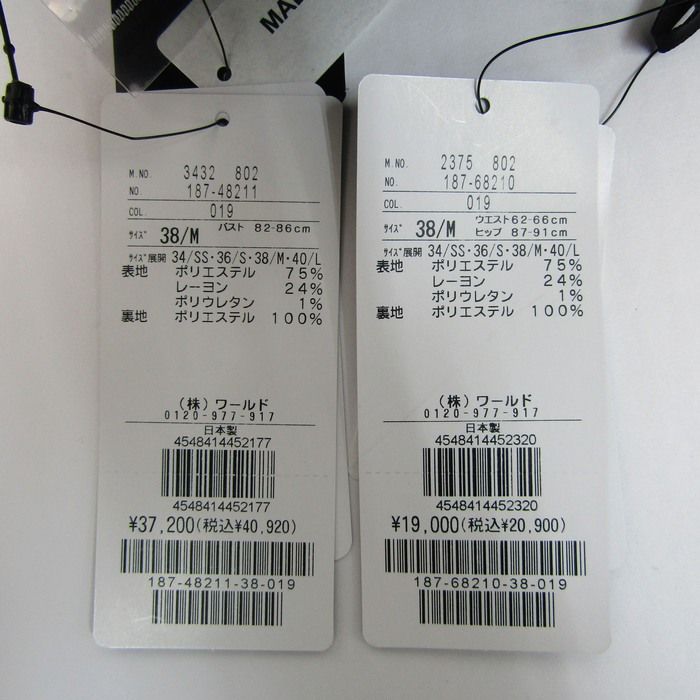 MA
M.NO. 3432 802
NO. 187-48211
COL. 019
サイズ 38/M バスト 82-86cm
サイズ展開 34/SS・36/S・38/M・40/L
表地 ポリエステル 75%
レーヨン 24%
ポリウレタン 1%
裏地 ポリエステル 100%
(株)ワールド
0120-977-917
日本製
4548414452177
4548414452177
¥37,200(税込¥40,920)
187-48211-38-019
M.NO. 2375 802
NO. 187-68210
COL. 019
サイズ 38/M ウエスト62-66cm
ヒップ 87-91cm
サイズ展開 34/SS・36/S・38/M・40/L
表地 ポリエステル 75%
レーヨン 24%
ポリウレタン 1%
裏地 ポリエステル 100%
(株)ワールド
0120-977-917
日本製
4548414452320
4548414452320
¥19,000(税込¥20,900)
187-68210-38-019